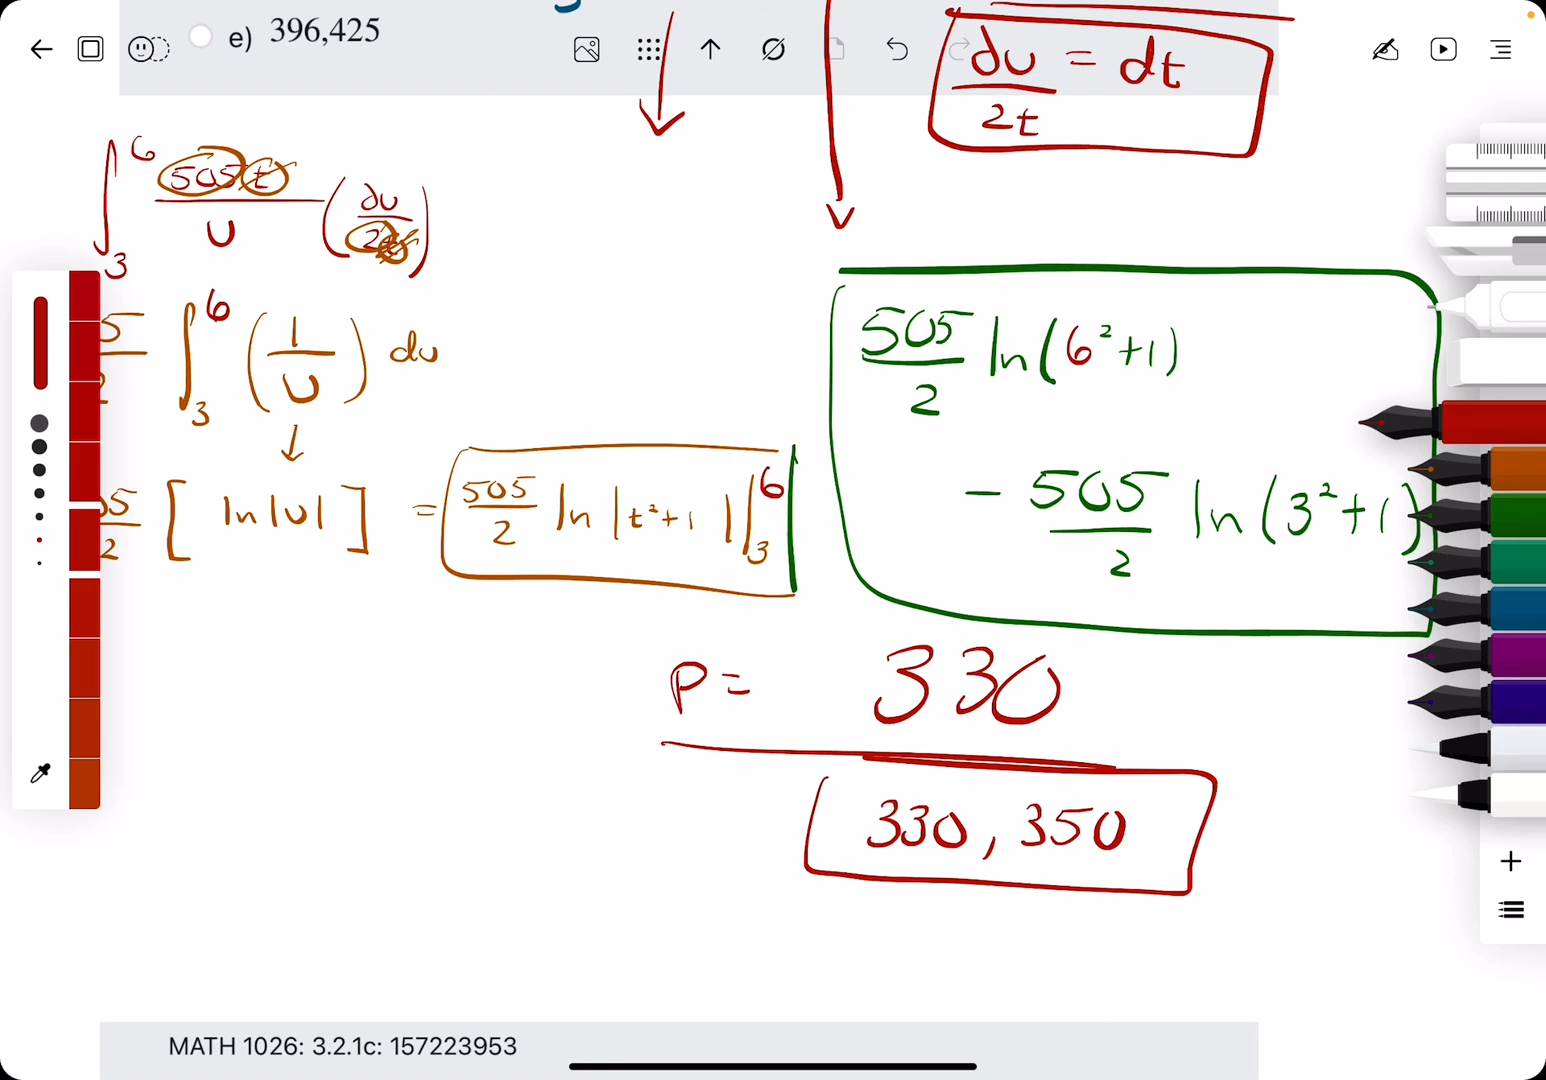 e) 396,425
du/2t = dt
∫₃⁶ 505t/u (du/2t)
∫₃⁶ (1/u) du
[ ln|u| ] = 505/2 ln|t²+1| |₃⁶
505/2 ln(6²+1)
- 505/2 ln(3²+1)
P = 330
330,350
MATH 1026: 3.2.1c: 157223953